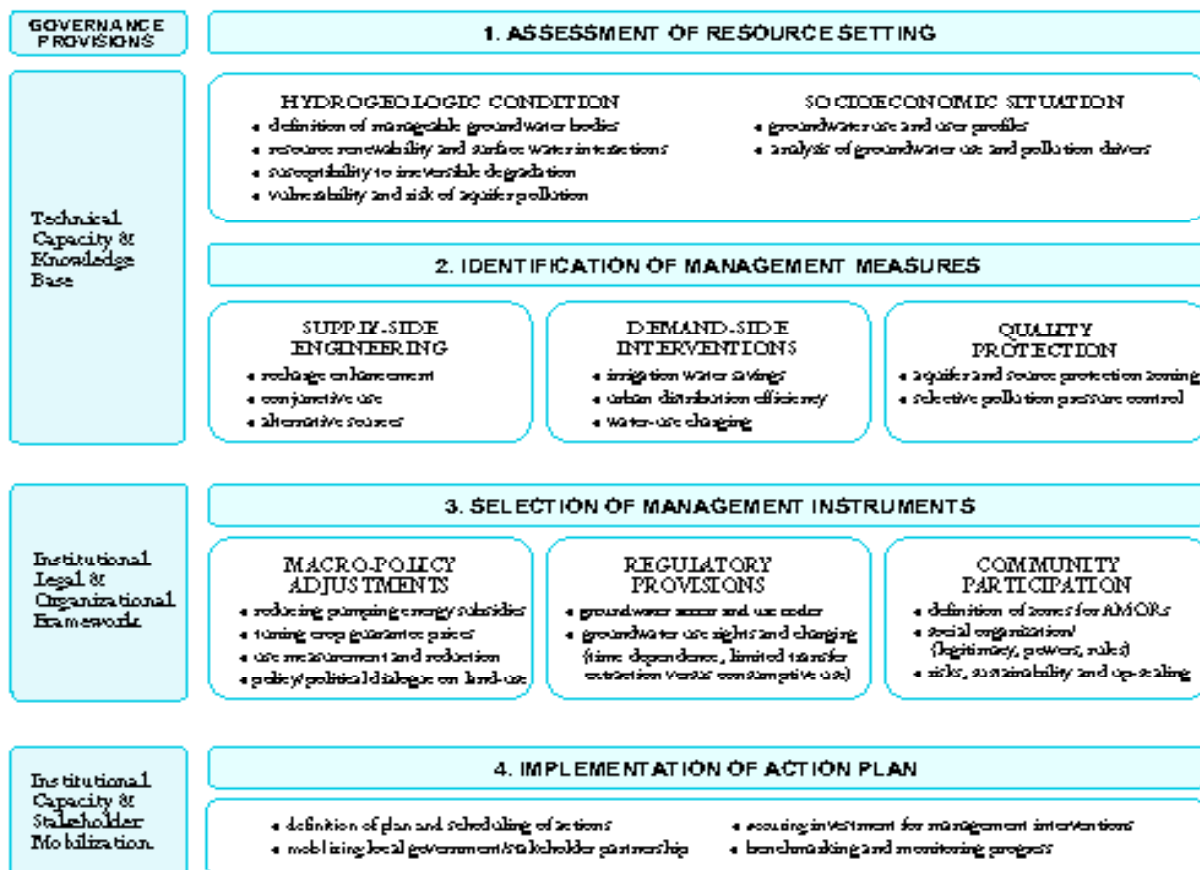 GOVERNANCE
PROVISIONS
1. ASSESSMENT OF RESOURCE SETTING
Technical
Capacity &
Knowledge
Base
HYDROGEOLOGIC CONDITION
• definition of manageable groundwater bodies
• resource renewability and surface water interactions
• susceptibility to irreversible degradation
• vulnerability and risk of aquifer pollution
SOCIOECONOMIC SITUATION
• groundwater use and user profiles
• analysis of groundwater use and pollution drivers
2. IDENTIFICATION OF MANAGEMENT MEASURES
SUPPLY-SIDE
ENGINEERING
• recharge enhancement
• conjunctive use
• alternative sources
DEMAND-SIDE
INTERVENTIONS
• irrigation water savings
• urban distribution efficiency
• water-use charging
QUALITY
PROTECTION
• aquifer and source protection zoning
• selective pollution pressure control
Institutional
Legal &
Organizational
Framework
3. SELECTION OF MANAGEMENT INSTRUMENTS
MACRO-POLICY
ADJUSTMENTS
• reducing pumping energy subsidies
• tuning crop guarantee prices
• use measurement and reduction
• policy/political dialogue on land-use
REGULATORY
PROVISIONS
• groundwater access and use codes
• groundwater use rights and charging
(time dependence, limited transfer
extraction versus consumptive use)
COMMUNITY
PARTICIPATION
• definition of zones for AMORs
• social organization/
(legitimacy, powers, rules)
• risks, sustainability and up-scaling
Institutional
Capacity &
Stakeholder
Mobilization
4. IMPLEMENTATION OF ACTION PLAN
• definition of plan and scheduling of actions
• mobilizing local government/stakeholder partnership
• securing investment for management interventions
• benchmarking and monitoring progress